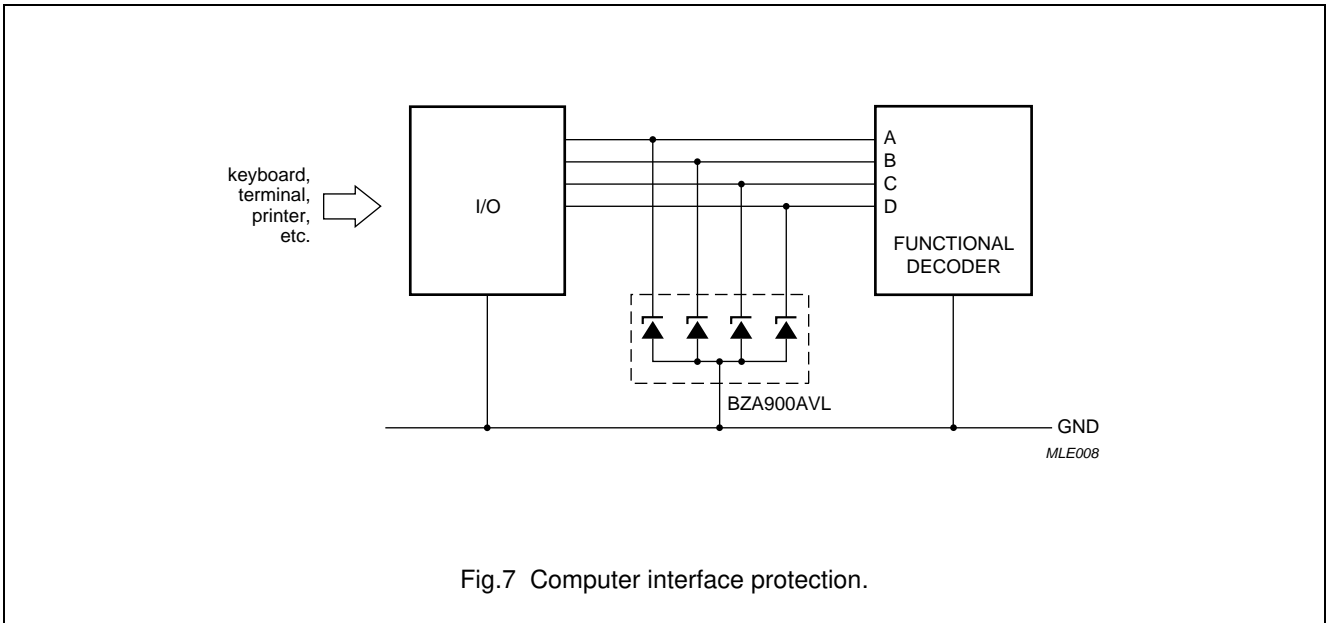 keyboard,
terminal,
printer,
etc.
I/O
A
B
C
D
FUNCTIONAL
DECODER
BZA900AVL
GND
MLE008
Fig.7 Computer interface protection.